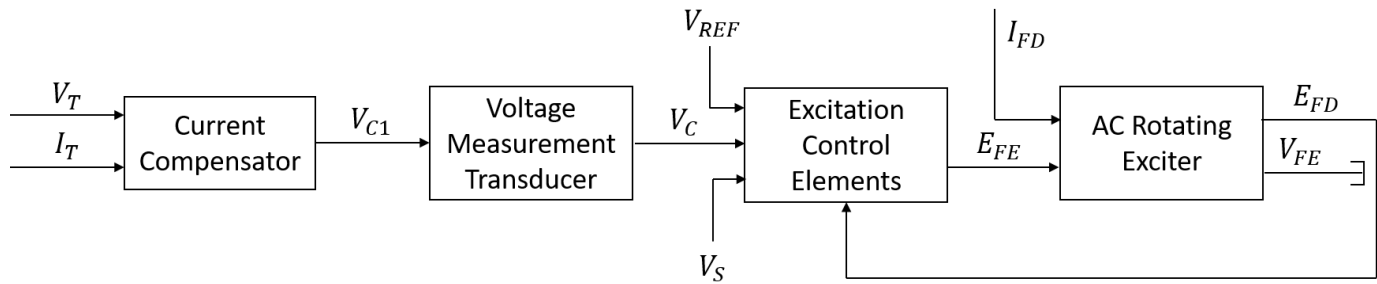 V_REF
I_FD
V_T
I_T
Current
Compensator
V_C1
Voltage
Measurement
Transducer
V_C
V_S
Excitation
Control
Elements
E_FE
AC Rotating
Exciter
E_FD
V_FE